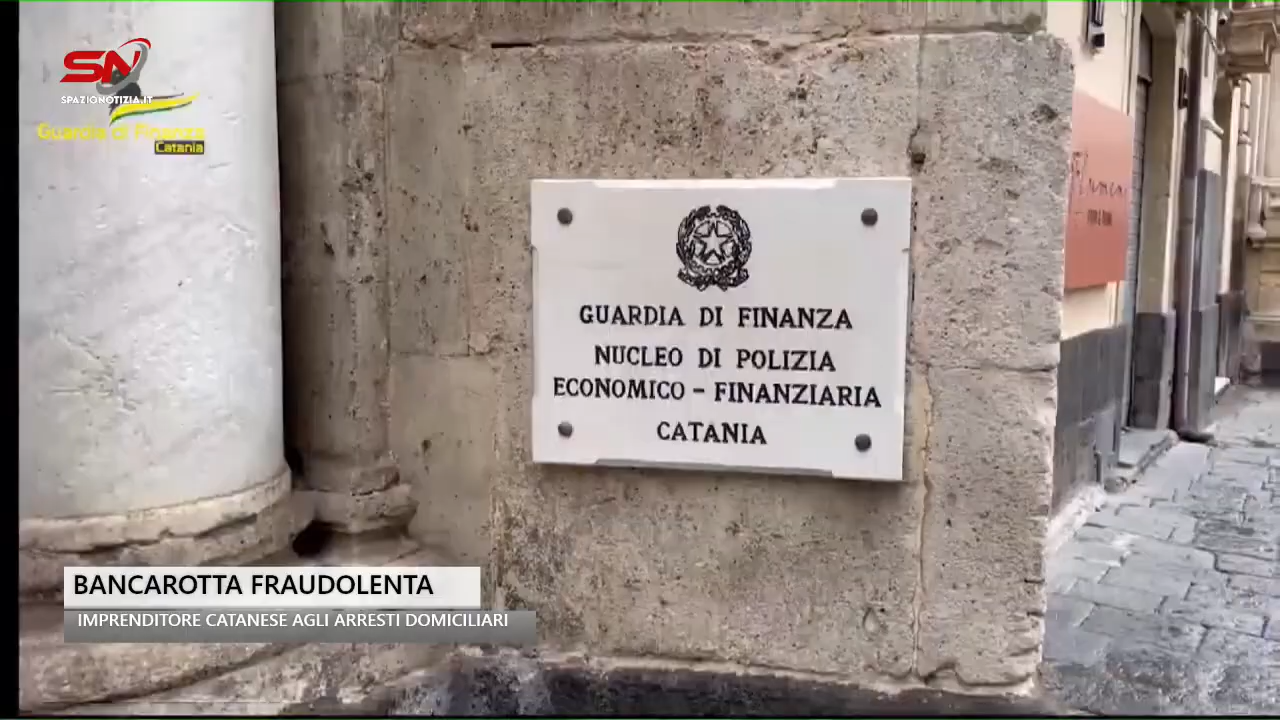 SN
SPAZIONOTIZIA.IT
Guardia di Finanza
Catania
GUARDIA DI FINANZA
NUCLEO DI POLIZIA
ECONOMICO - FINANZIARIA
CATANIA
BANCAROTTA FRAUDOLENTA
IMPRENDITORE CATANESE AGLI ARRESTI DOMICILIARI